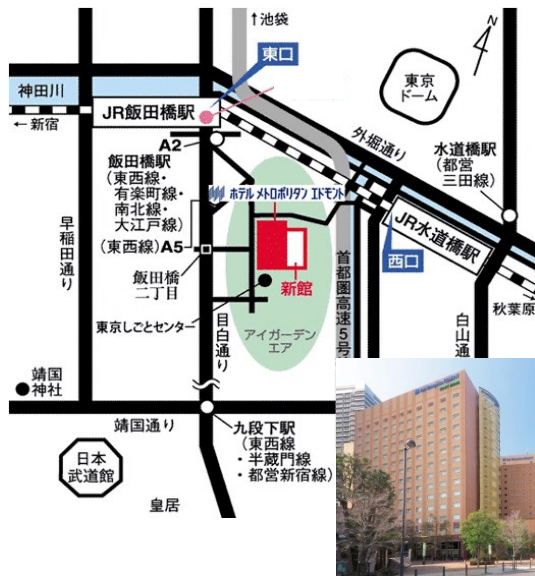 ↑池袋
N
東口
神田川
東京
ドーム
JR飯田橋駅
←新宿
外堀通り
A2
水道橋駅
(都営
三田線)
飯田橋駅
(東西線・
有楽町線・
南北線・
大江戸線)
ホテル メトロポリタン エドモント
JR水道橋駅
(東西線)A5
西口
早稲田通り
飯田橋
二丁目
新館
首都圏高速5号
秋葉原
東京しごとセンター
目白通り
アイガーデン
エア
白山通
靖国
神社
靖国通り
九段下駅
(東西線
・半蔵門線
・都営新宿線)
日本
武道館
皇居